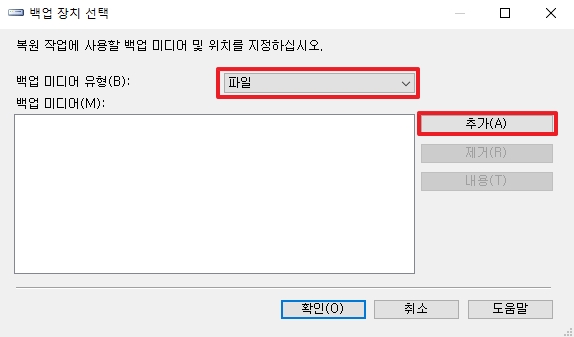 백업 장치 선택
복원 작업에 사용할 백업 미디어 및 위치를 지정하십시오.
백업 미디어 유형(B):
파일
백업 미디어(M):
추가(A)
제거(R)
내용(T)
확인(O)
취소
도움말